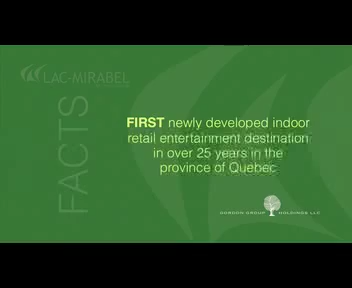 LAC-MIRABEL
FACTS
FIRST newly developed indoor
retail entertainment destination
in over 25 years in the
province of Quebec
GORDON GROUP HOLDINGS LLC